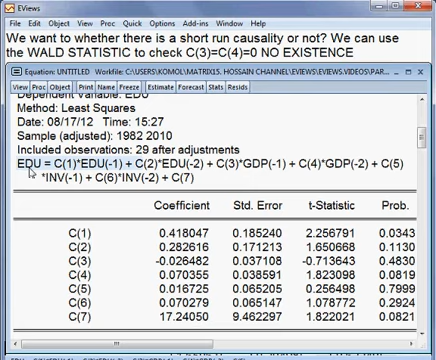 EViews
File Edit Object View Proc Quick Options Add-ins Window Help
We want to whether there is a short run causality or not? We can use
the WALD STATISTIC to check C(3)=C(4)=0 NO EXISTENCE
Equation: UNTITLED Workfile: C:\USERS\KOMOL\MATRIX15. HOSSAIN CHANNEL\EVIEWS.VIDEOS\PAR...
View Proc Object Print Name Freeze Estimate Forecast Stats Resids
Dependent Variable: EDU
Method: Least Squares
Date: 08/17/12 Time: 15:27
Sample (adjusted): 1982 2010
Included observations: 29 after adjustments
EDU = C(1)*EDU(-1) + C(2)*EDU(-2) + C(3)*GDP(-1) + C(4)*GDP(-2) + C(5)
*INV(-1) + C(6)*INV(-2) + C(7)
Coefficient Std. Error t-Statistic Prob.
C(1) 0.418047 0.185240 2.256791 0.0343
C(2) 0.282616 0.171213 1.650668 0.1130
C(3) -0.026482 0.037108 -0.713643 0.4830
C(4) 0.070355 0.038591 1.823098 0.0819
C(5) 0.016725 0.065205 0.256498 0.7999
C(6) 0.070279 0.065147 1.078772 0.2924
C(7) 17.24050 9.462297 1.822021 0.0821